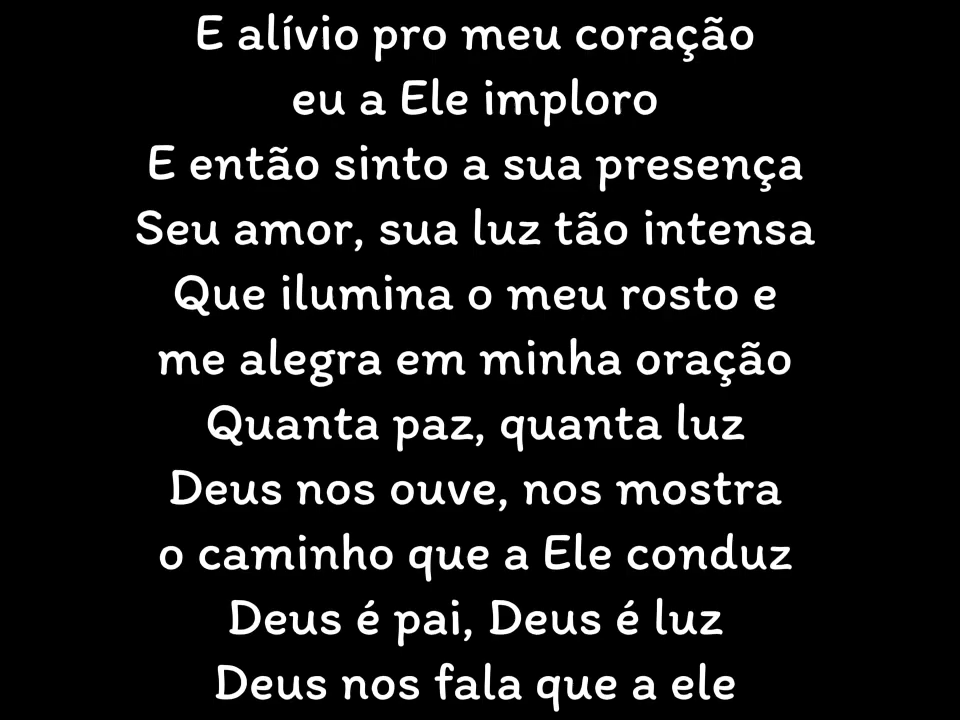 E alívio pro meu coração
eu a Ele imploro
E então sinto a sua presença
Seu amor, sua luz tão intensa
Que ilumina o meu rosto e
me alegra em minha oração
Quanta paz, quanta luz
Deus nos ouve, nos mostra
o caminho que a Ele conduz
Deus é pai, Deus é luz
Deus nos fala que a ele